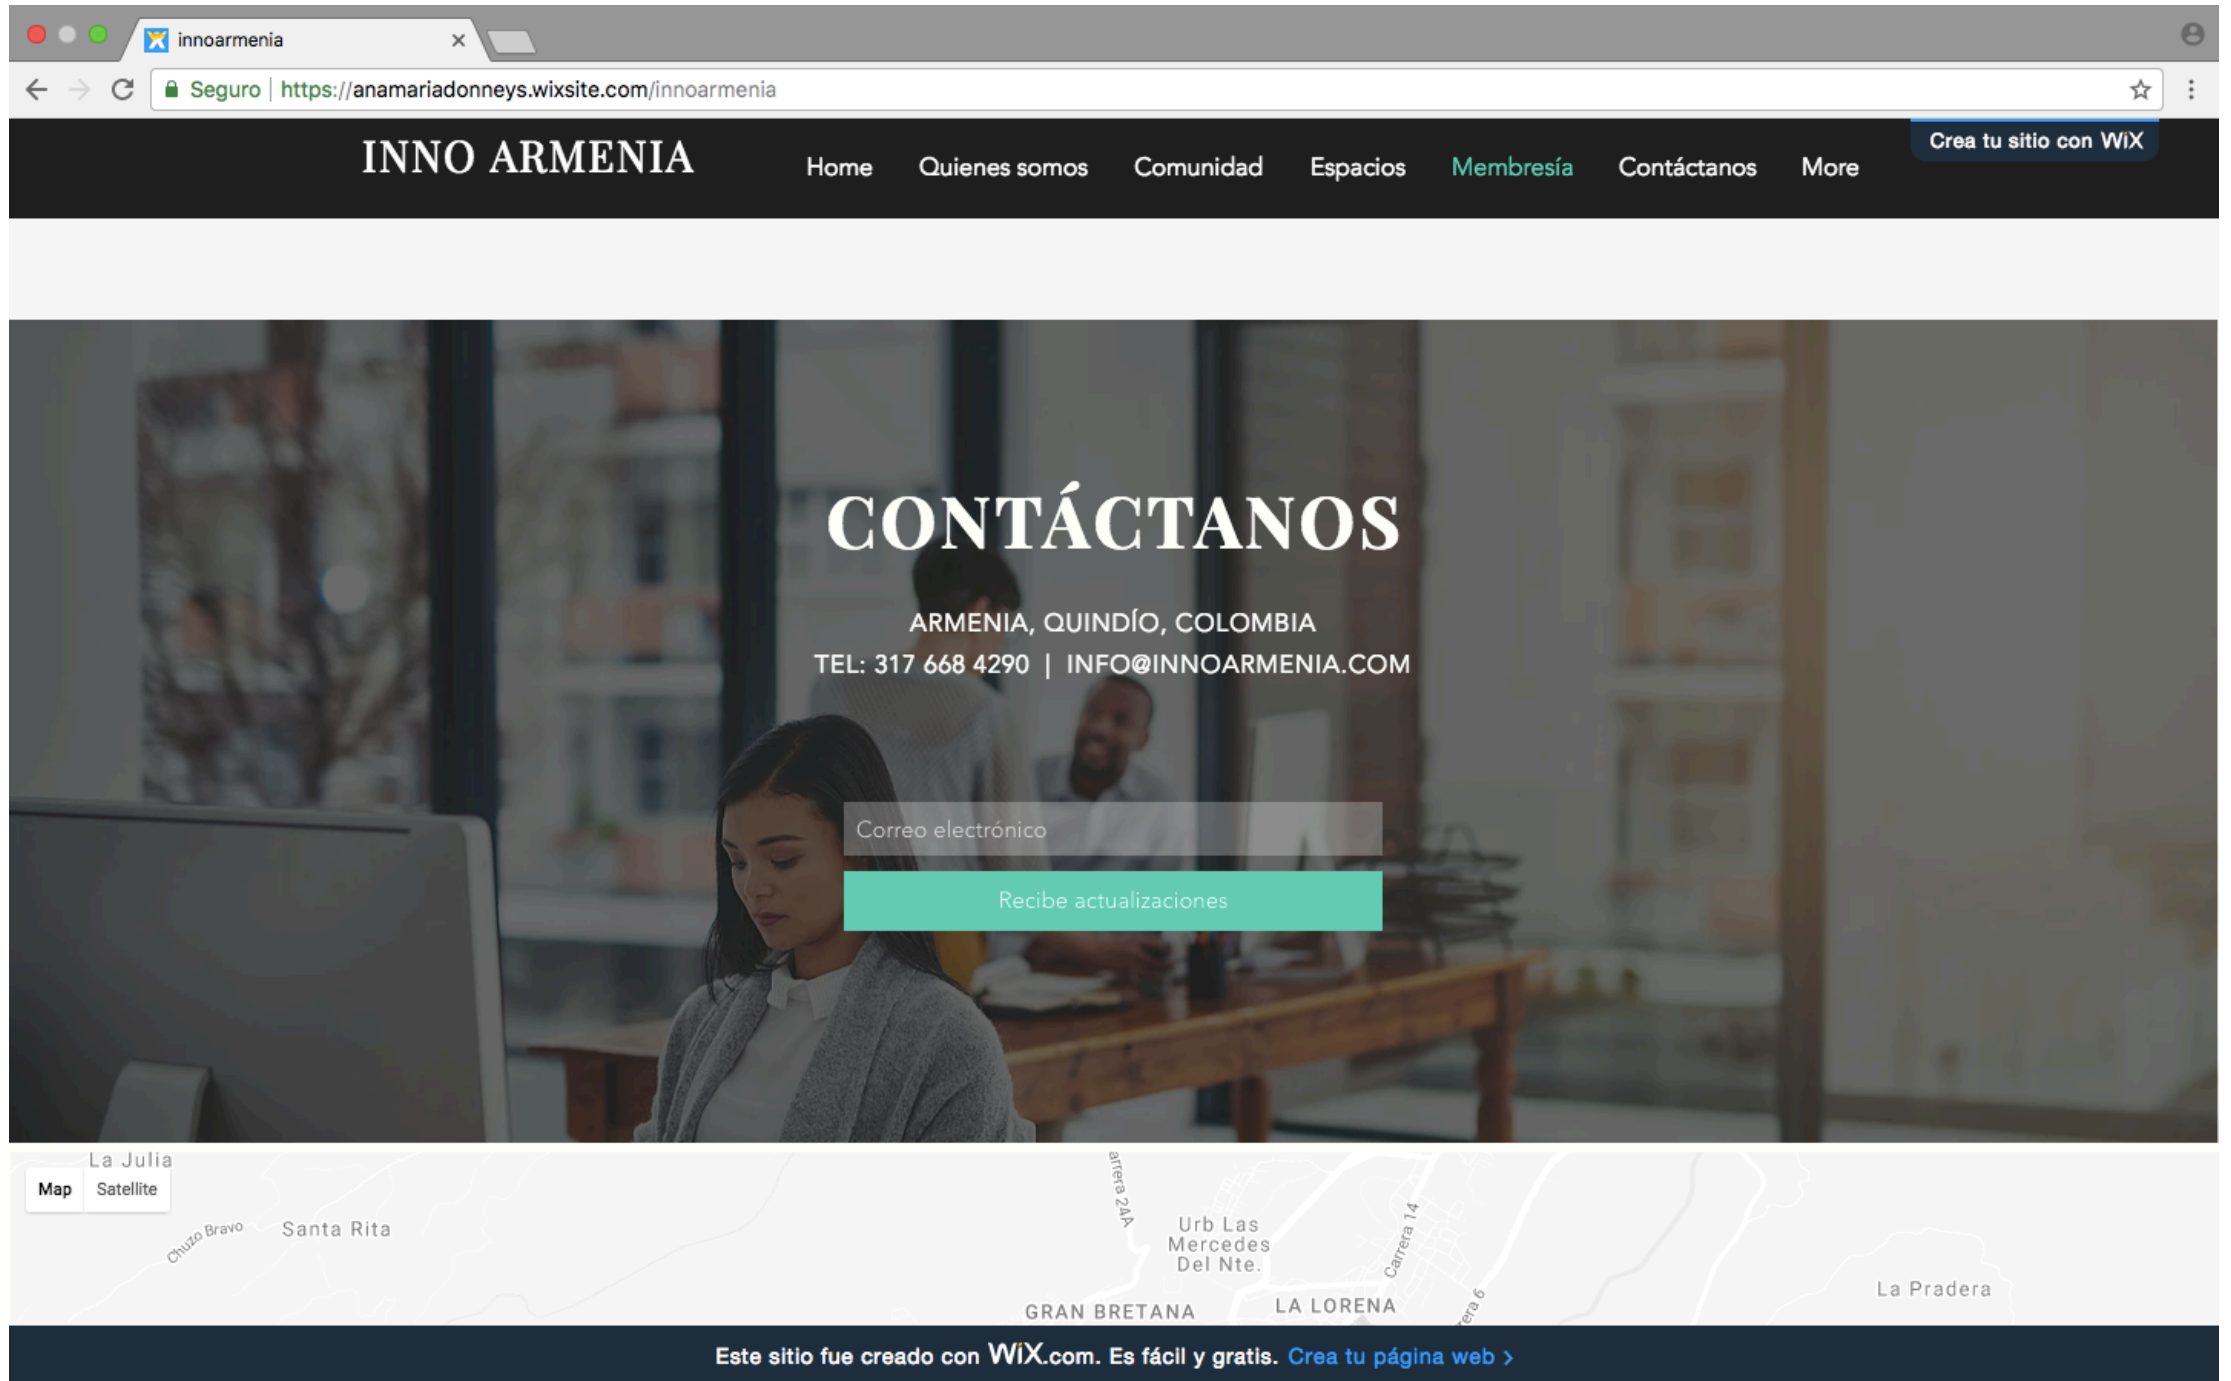 innoarmenia
Seguro | https://anamariadonneys.wixsite.com/innoarmenia
INNO ARMENIA
Home Quienes somos Comunidad Espacios Membresía Contáctanos More
Crea tu sitio con WiX
CONTÁCTANOS
ARMENIA, QUINDÍO, COLOMBIA
TEL: 317 668 4290 | INFO@INNOARMENIA.COM
Correo electrónico
Recibe actualizaciones
La Julia
Map Satellite
Chuzo Bravo
Santa Rita
arrera 24A
Urb Las
Mercedes
Del Nte.
Carrera 14
La Pradera
GRAN BRETANA
LA LORENA
rera 6
Este sitio fue creado con WiX.com. Es fácil y gratis. Crea tu página web >